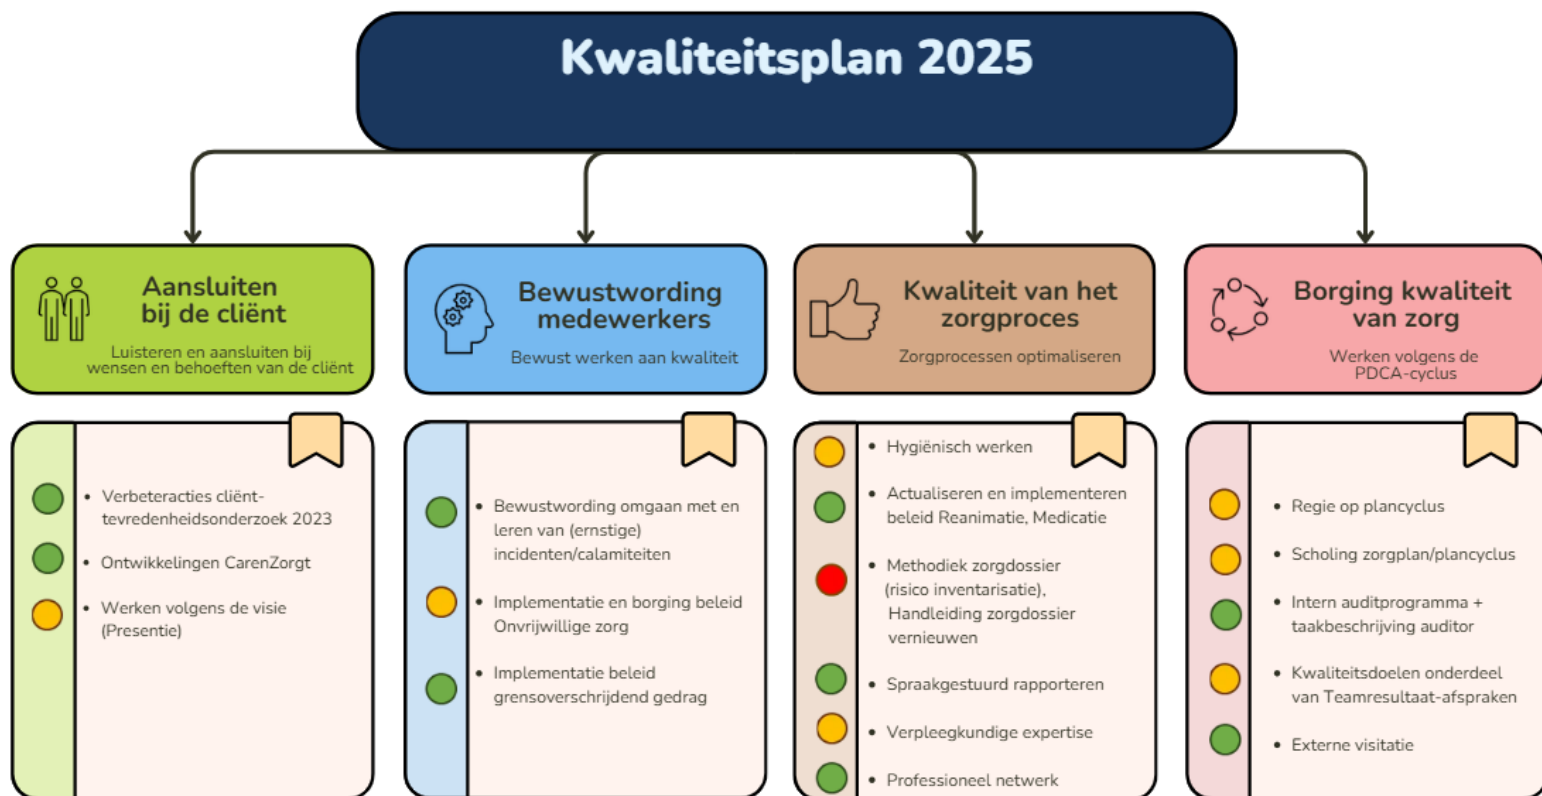 Kwaliteitsplan 2025
Aansluiten
bij de cliënt
Luisteren en aansluiten bij
wensen en behoeften van de cliënt
Verbeteracties cliënt-
tevredenheidsonderzoek 2023
Ontwikkelingen CarenZorgt
Werken volgens de visie
(Presentie)
Bewustwording
medewerkers
Bewust werken aan kwaliteit
Bewustwording omgaan met en
leren van (ernstige)
incidenten/calamiteiten
Implementatie en borging beleid
Onvrijwillige zorg
Implementatie beleid
grensoverschrijdend gedrag
Kwaliteit van het
zorgproces
Zorgprocessen optimaliseren
Hygiënisch werken
Actualiseren en implementeren
beleid Reanimatie, Medicatie
Methodiek zorgdossier
(risico inventarisatie),
Handleiding zorgdossier
vernieuwen
Spraakgestuurd rapporteren
Verpleegkundige expertise
Professioneel netwerk
Borging kwaliteit
van zorg
Werken volgens de
PDCA-cyclus
Regie op plancyclus
Scholing zorgplan/plancyclus
Intern auditprogramma +
taakbeschrijving auditor
Kwaliteitsdoelen onderdeel
van Teamresultaat-afspraken
Externe visitatie